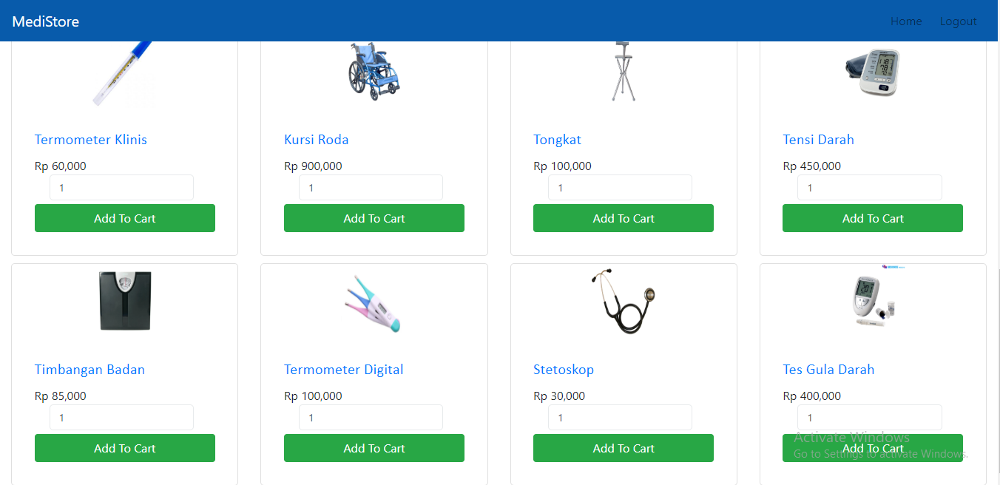 MediStore
Home Logout
Termometer Klinis
Kursi Roda
Tongkat
Tensi Darah
Rp 60,000
Rp 900,000
Rp 100,000
Rp 450,000
1
1
1
1
Add To Cart
Add To Cart
Add To Cart
Add To Cart
Timbangan Badan
Termometer Digital
Stetoskop
Tes Gula Darah
Rp 85,000
Rp 100,000
Rp 30,000
Rp 400,000
1
1
1
1
Activate Windows
Add To Cart
Add To Cart
Add To Cart
Add To Cart
Go to Settings to activate Windows.